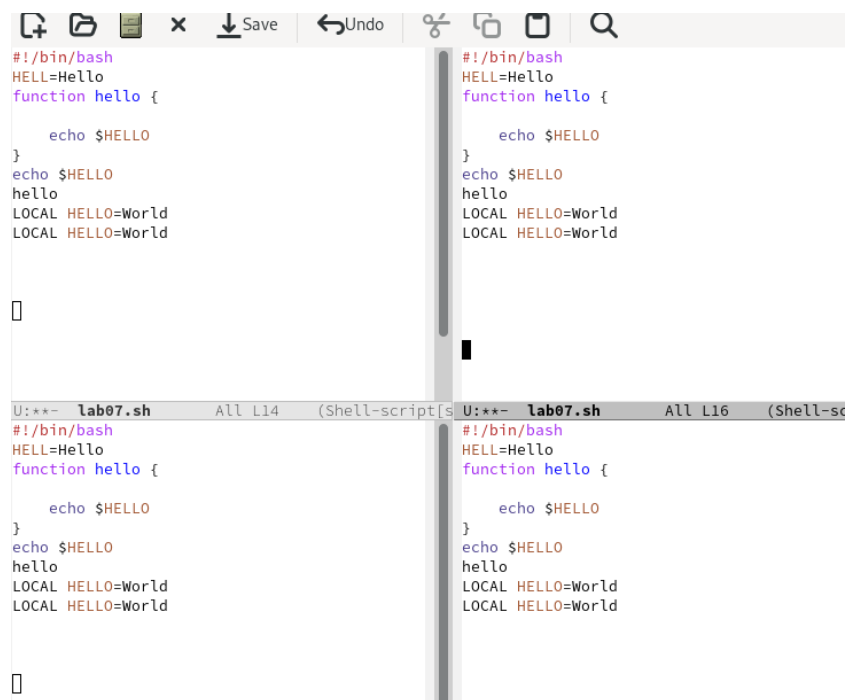 Save Undo
#!/bin/bash
HELL=Hello
function hello {
echo $HELLO
}
echo $HELLO
hello
LOCAL HELLO=World
LOCAL HELLO=World
U:**- lab07.sh All L14 (Shell-script[s
#!/bin/bash
HELL=Hello
function hello {
echo $HELLO
}
echo $HELLO
hello
LOCAL HELLO=World
LOCAL HELLO=World
U:**- lab07.sh All L16 (Shell-sc
#!/bin/bash
HELL=Hello
function hello {
echo $HELLO
}
echo $HELLO
hello
LOCAL HELLO=World
LOCAL HELLO=World
#!/bin/bash
HELL=Hello
function hello {
echo $HELLO
}
echo $HELLO
hello
LOCAL HELLO=World
LOCAL HELLO=World